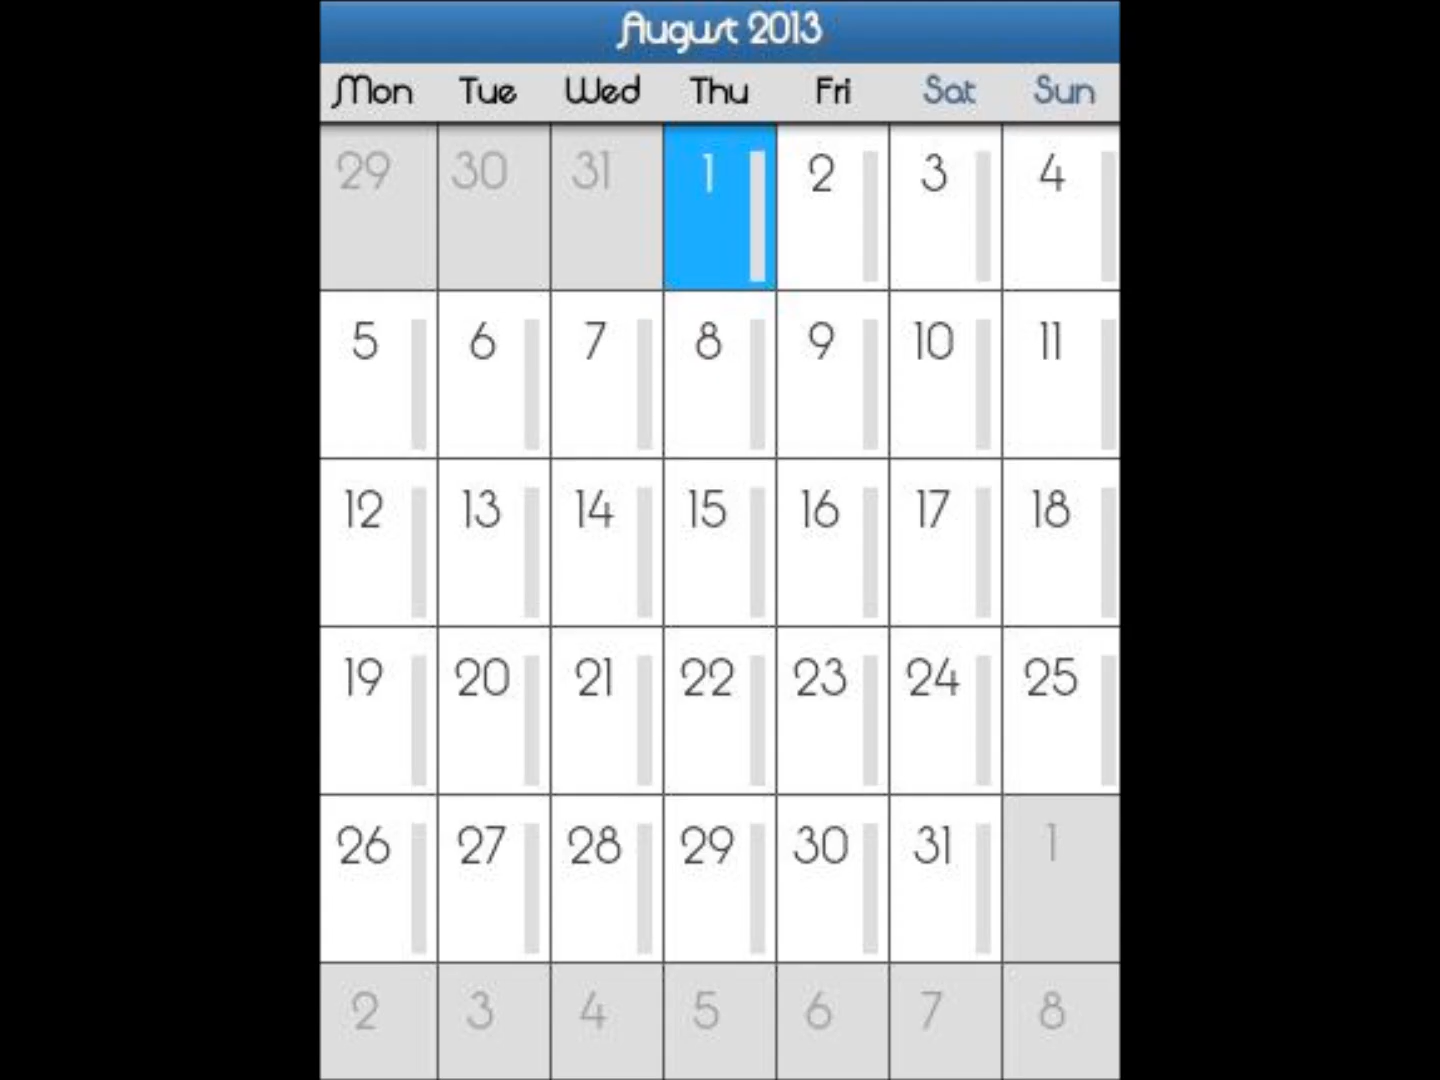 August 2013
Mon Tue Wed Thu Fri Sat Sun
29 30 31 1 2 3 4
5 6 7 8 9 10 11
12 13 14 15 16 17 18
19 20 21 22 23 24 25
26 27 28 29 30 31 1
2 3 4 5 6 7 8